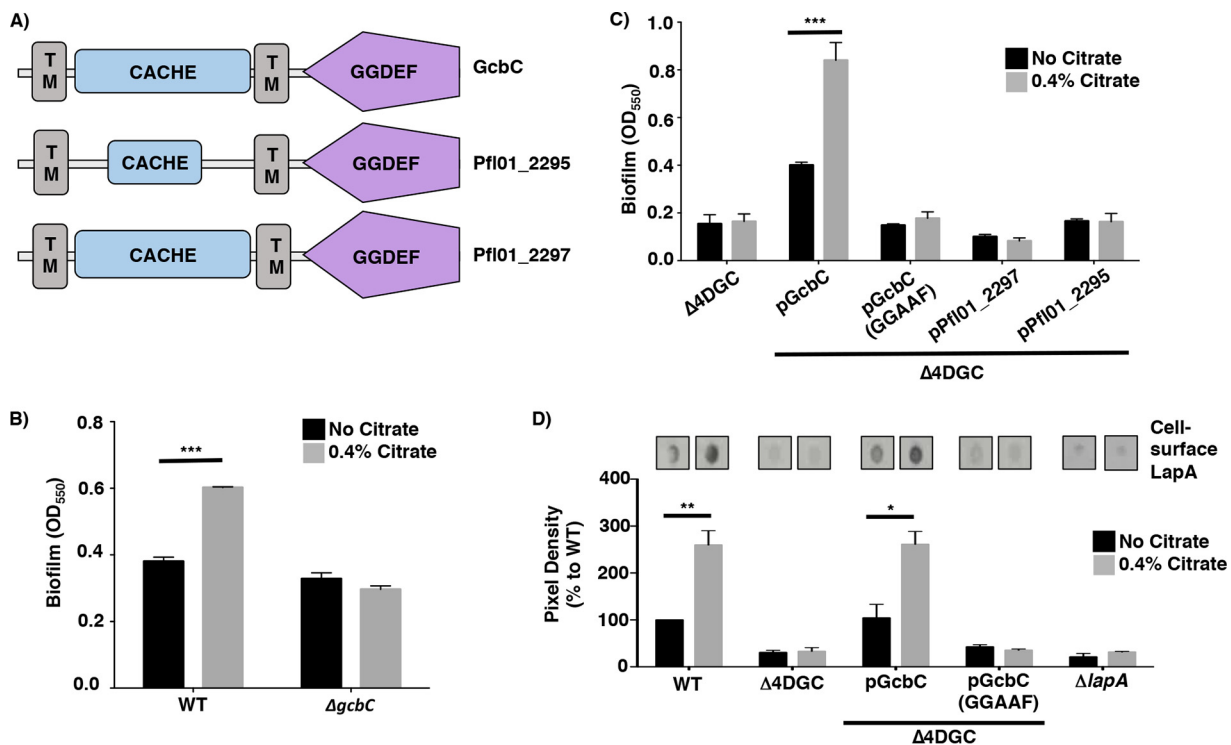 A)
T
M
CACHE
T
M
GGDEF
GcbC
T
M
CACHE
T
M
GGDEF
Pfl01_2295
T
M
CACHE
T
M
GGDEF
Pfl01_2297
B)
Biofilm (OD550)
0.8
0.6
0.4
0.2
0.0
***
No Citrate
0.4% Citrate
WT
ΔgcbC
C)
Biofilm (OD550)
1.0
0.8
0.6
0.4
0.2
0.0
***
No Citrate
0.4% Citrate
Δ4DGC
pGcbC
pGcbC
(GGAAF)
pPfl01_2297
pPfl01_2295
Δ4DGC
D)
Cell-
surface
LapA
Pixel Density
(% to WT)
400
300
200
100
0
**
*
No Citrate
0.4% Citrate
WT
Δ4DGC
pGcbC
pGcbC
(GGAAF)
ΔlapA
Δ4DGC